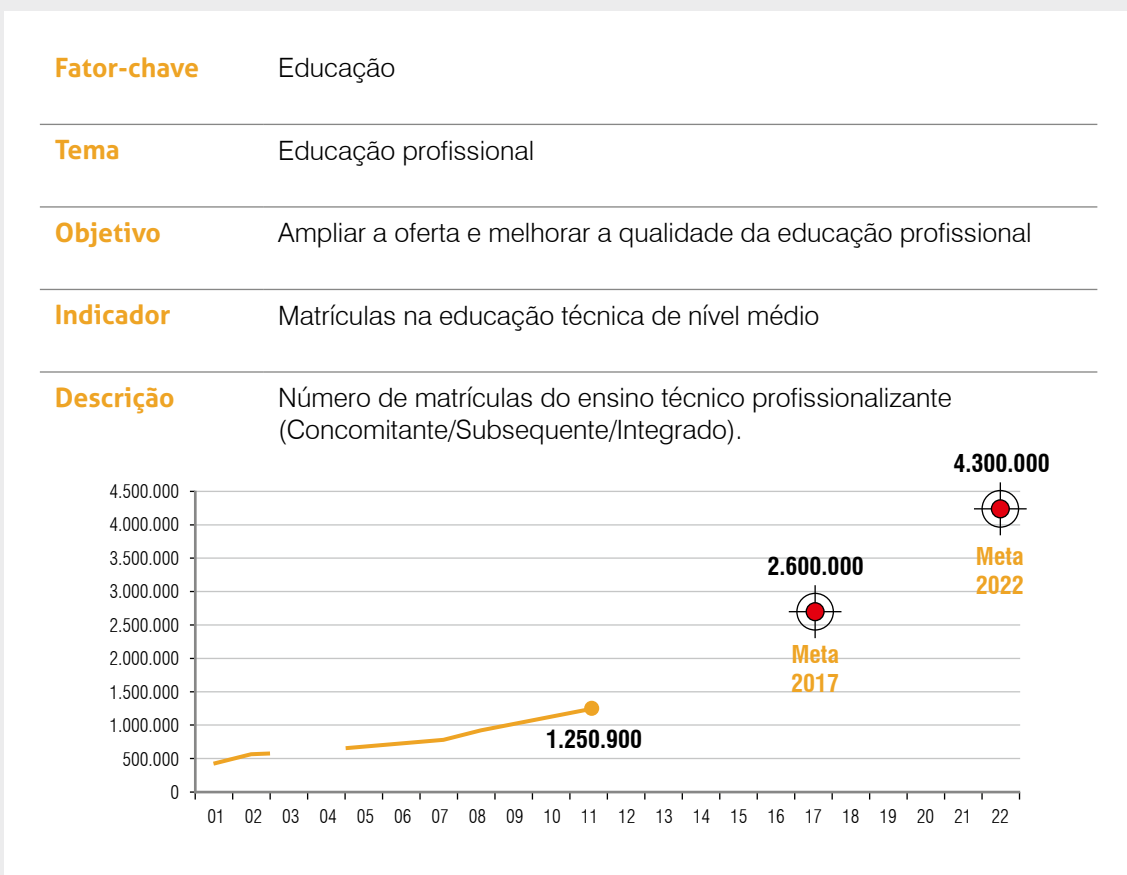 Fator-chave Educação
Tema Educação profissional
Objetivo Ampliar a oferta e melhorar a qualidade da educação profissional
Indicador Matrículas na educação técnica de nível médio
Descrição Número de matrículas do ensino técnico profissionalizante
(Concomitante/Subsequente/Integrado).
4.300.000
4.500.000
4.000.000
3.500.000
3.000.000
2.500.000
2.000.000
1.500.000
1.000.000
500.000
0
2.600.000
Meta
2017
Meta
2022
1.250.900
01 02 03 04 05 06 07 08 09 10 11 12 13 14 15 16 17 18 19 20 21 22